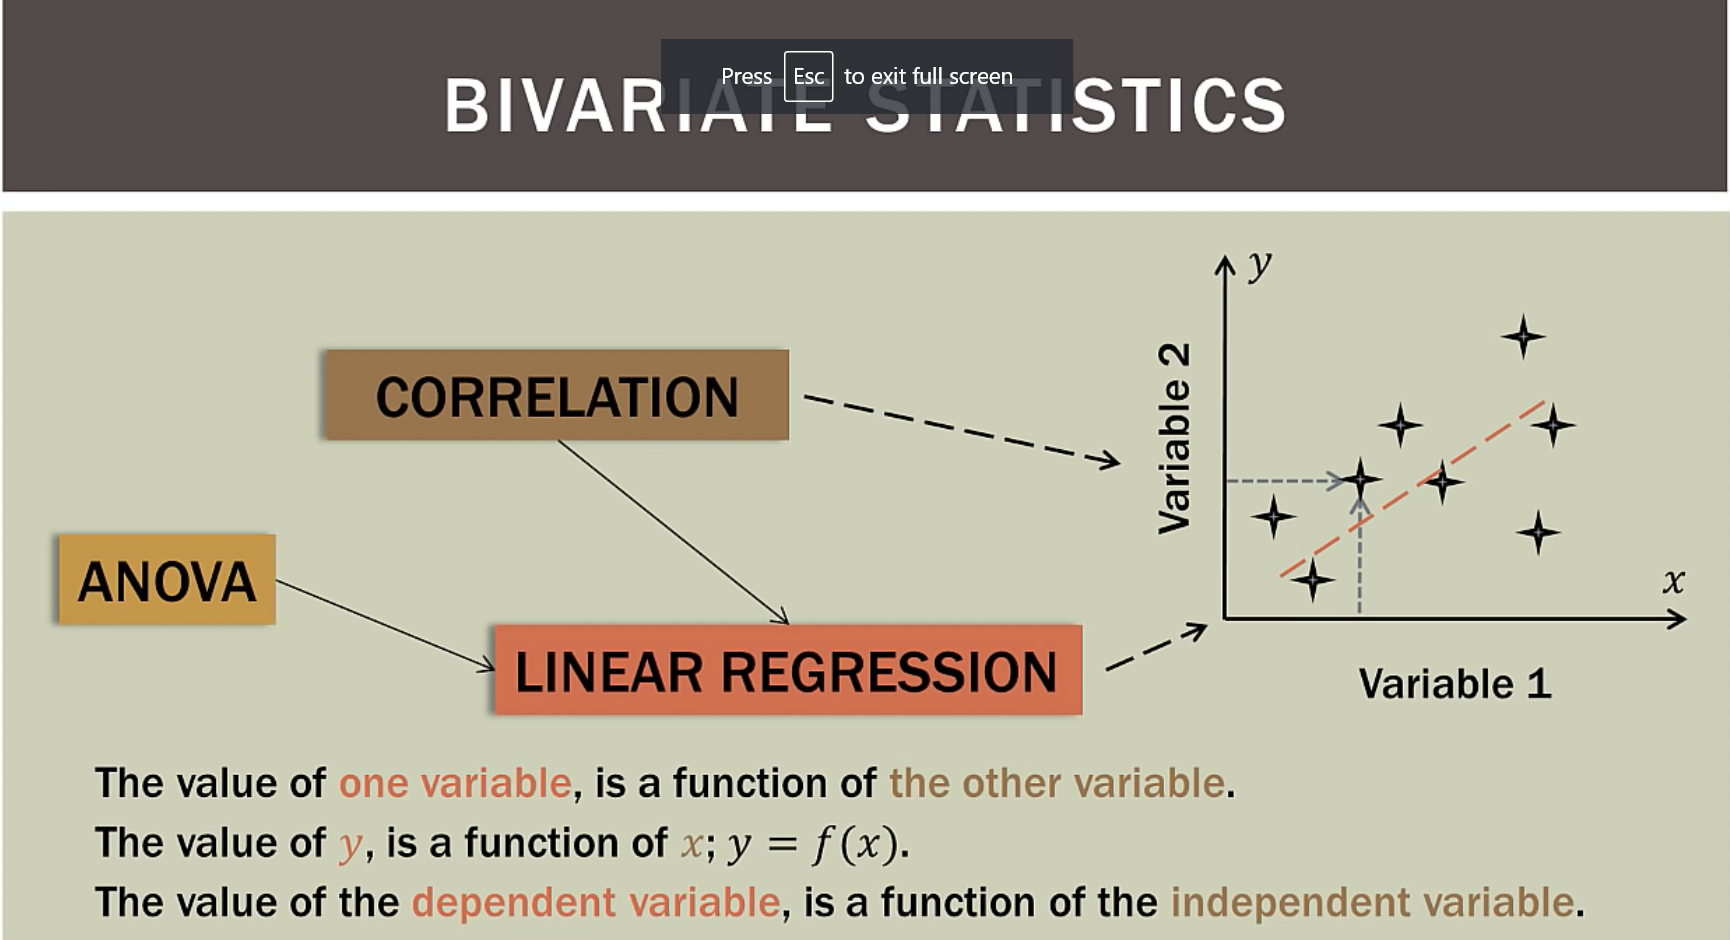 Press Esc to exit full screen
BIVARIATE STATISTICS
y
CORRELATION
Variable 2
ANOVA
x
LINEAR REGRESSION
Variable 1
The value of one variable, is a function of the other variable.
The value of y, is a function of x; y = f(x).
The value of the dependent variable, is a function of the independent variable.